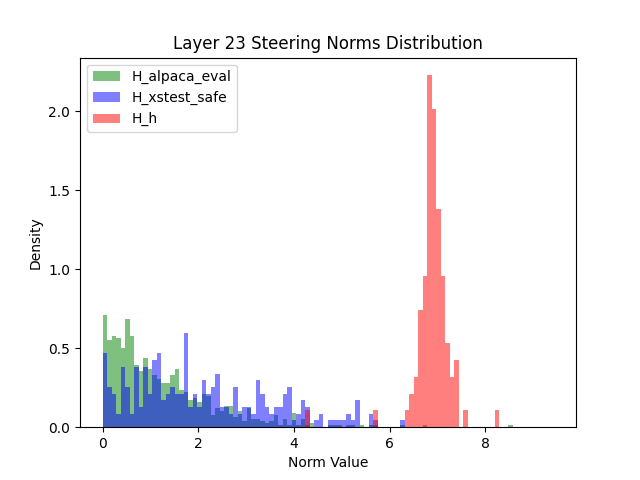 Layer 23 Steering Norms Distribution
H_alpaca_eval
H_xstest_safe
H_h
Density
2.0
1.5
1.0
0.5
0.0
0
2
4
6
8
Norm Value